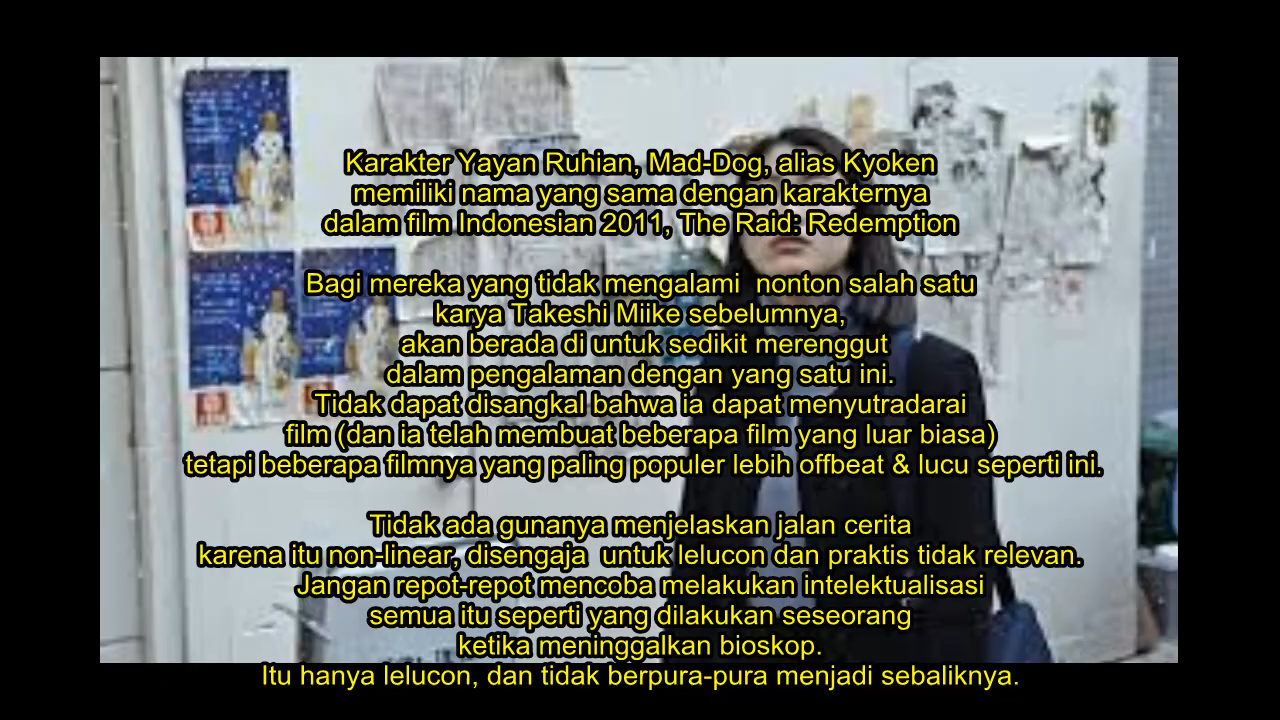 Karakter Yayan Ruhian, Mad-Dog, alias Kyoken
memiliki nama yang sama dengan karakternya
dalam film Indonesian 2011, The Raid: Redemption
Bagi mereka yang tidak mengalami  nonton salah satu
karya Takeshi Miike sebelumnya,
akan berada di untuk sedikit merenggut
dalam pengalaman dengan yang satu ini.
Tidak dapat disangkal bahwa ia dapat menyutradarai
film (dan ia telah membuat beberapa film yang luar biasa)
tetapi beberapa filmnya yang paling populer lebih offbeat & lucu seperti ini.
Tidak ada gunanya menjelaskan jalan cerita
karena itu non-linear, disengaja  untuk lelucon dan praktis tidak relevan.
Jangan repot-repot mencoba melakukan intelektualisasi
semua itu seperti yang dilakukan seseorang
ketika meninggalkan bioskop.
Itu hanya lelucon, dan tidak berpura-pura menjadi sebaliknya.